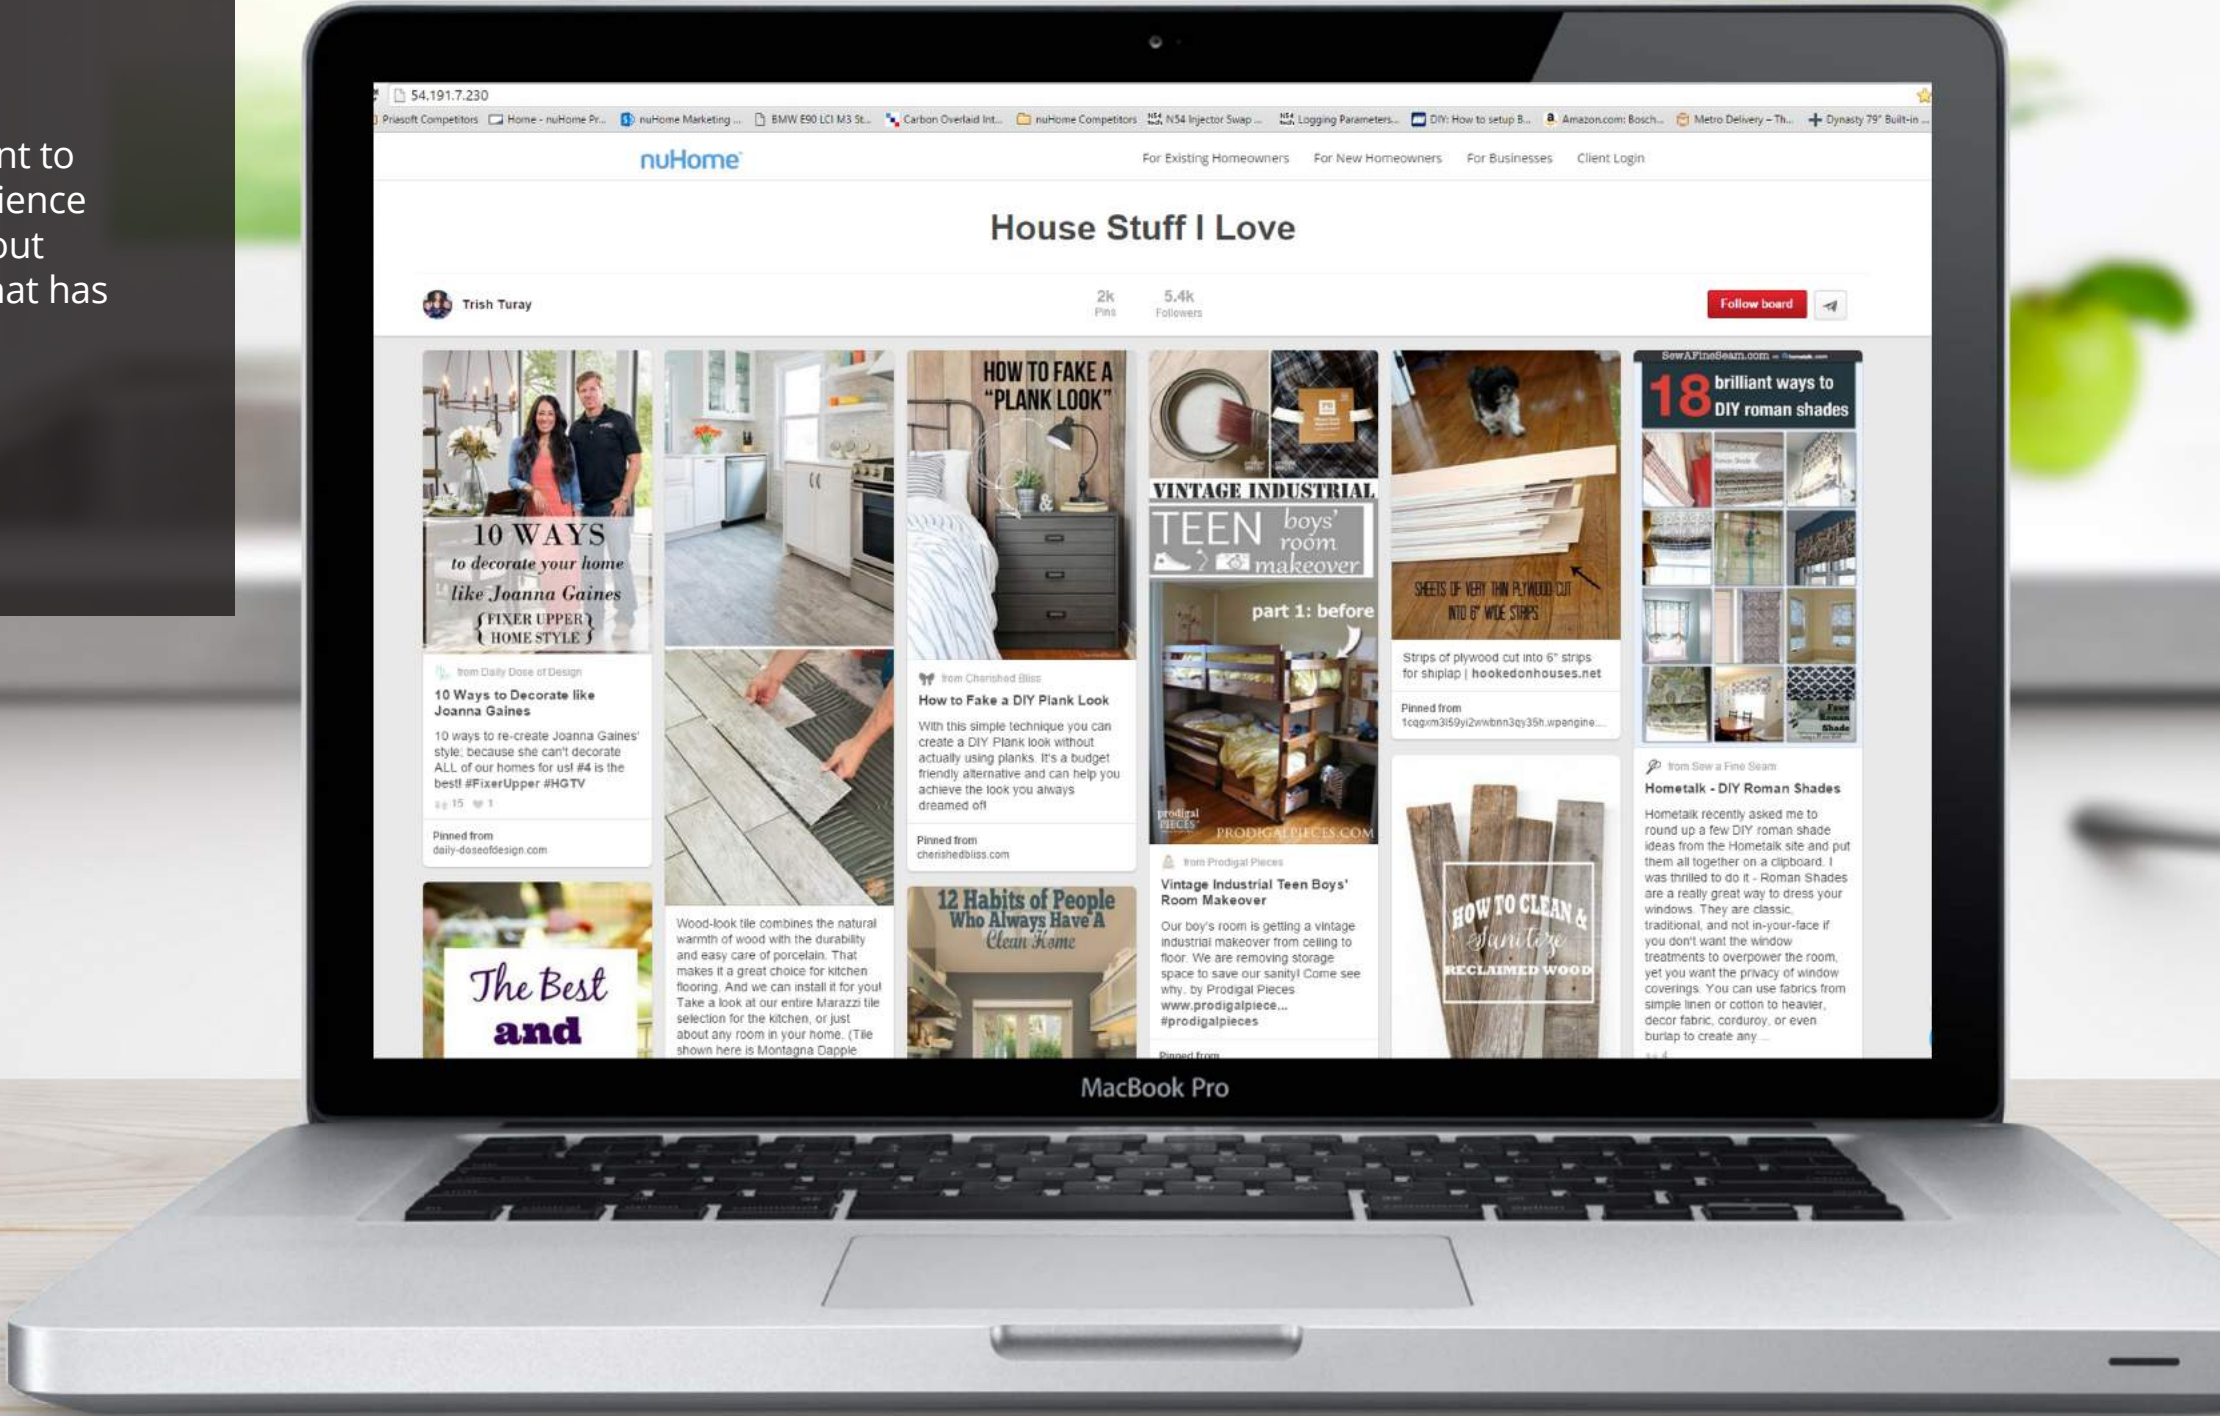 nt to
ience
out
hat has
54.191.7.230
Priasoft Competitors
Home - nuHome Pr...
nuHome Marketing ...
BMW E90 LCI M3 St...
Carbon Overlaid Int...
nuHome Competitors
N54 Injector Swap ...
Logging Parameters...
DIY: How to setup B...
Amazon.com: Bosch...
Metro Delivery – Th...
Dynasty 79" Built-in ...
nuHome
For Existing Homeowners
For New Homeowners
For Businesses
Client Login
House Stuff I Love
Trish Turay
2k
Pins
5.4k
Followers
Follow board
10 WAYS
to decorate your home
like Joanna Gaines
{FIXER UPPER}
{HOME STYLE}
from Daily Dose of Design
10 Ways to Decorate like
Joanna Gaines
10 ways to re-create Joanna Gaines'
style; because she can't decorate
ALL of our homes for us! #4 is the
best! #FixerUpper #HGTV
15 1
Pinned from
daily-doseofdesign.com
The Best
and
Wood-look tile combines the natural
warmth of wood with the durability
and easy care of porcelain. That
makes it a great choice for kitchen
flooring. And we can install it for you!
Take a look at our entire Marazzi tile
selection for the kitchen, or just
about any room in your home. (Tile
shown here is Montagna Dapple
HOW TO FAKE A
"PLANK LOOK"
&
from Cherished Bliss
How to Fake a DIY Plank Look
With this simple technique you can
create a DIY Plank look without
actually using planks. It's a budget
friendly alternative and can help you
achieve the look you always
dreamed of!
Pinned from
cherishedbliss.com
12 Habits of People
Who Always Have A
Clean Home
VINTAGE INDUSTRIAL
TEEN boys'
room
makeover
part 1: before
prodigal
PIECES
PRODIGALPIECES.COM
from Prodigal Pieces
Vintage Industrial Teen Boys'
Room Makeover
Our boy's room is getting a vintage
industrial makeover from ceiling to
floor. We are removing storage
space to save our sanity! Come see
why. by Prodigal Pieces
www.prodigalpiece...
#prodigalpieces
Pinned from
SHEETS OF VERY THIN PLYWOOD CUT
INTO 6" WIDE STRIPS
Strips of plywood cut into 6" strips
for shiplap | hookedonhouses.net
Pinned from
HOW TO CLEAN &
Sanitize
RECLAIMED WOOD
SewAFineSeam.com
18 brilliant ways to
DIY roman shades
Faux
Roman
Shade
from Sew a Fine Seam
Hometalk - DIY Roman Shades
Hometalk recently asked me to
round up a few DIY roman shade
ideas from the Hometalk site and put
them all together on a clipboard. I
was thrilled to do it - Roman Shades
are a really great way to dress your
windows. They are classic,
traditional, and not in-your-face if
you don't want the window
treatments to overpower the room,
yet you want the privacy of window
coverings. You can use fabrics from
simple linen or cotton to heavier,
decor fabric, corduroy, or even
burlap to create any ...
4
MacBook Pro